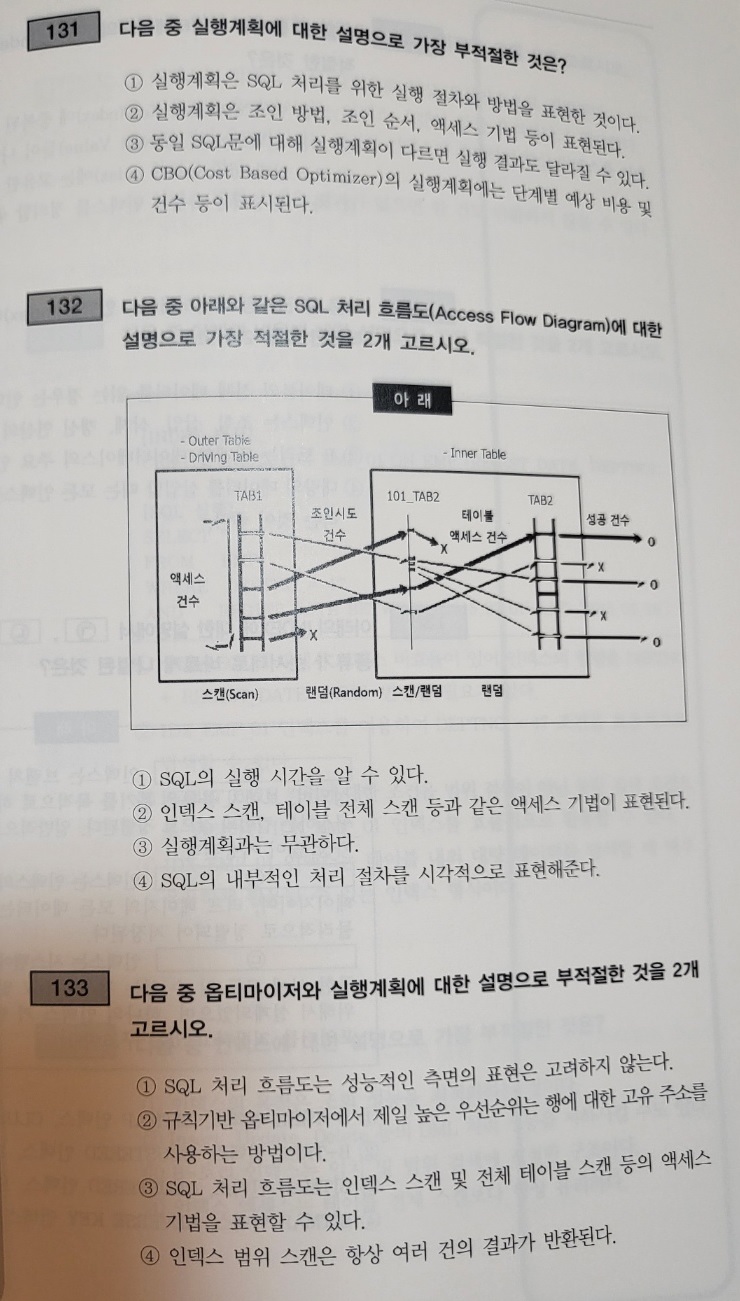 131 다음 중 실행계획에 대한 설명으로 가장 부적절한 것은?
① 실행계획은 SQL 처리를 위한 실행 절차와 방법을 표현한 것이다.
② 실행계획은 조인 방법, 조인 순서, 액세스 기법 등이 표현된다.
③ 동일 SQL문에 대해 실행계획이 다르면 실행 결과도 달라질 수 있다.
④ CBO(Cost Based Optimizer)의 실행계획에는 단계별 예상 비용 및
건수 등이 표시된다.
132 다음 중 아래와 같은 SQL 처리 흐름도(Access Flow Diagram)에 대한
설명으로 가장 적절한 것을 2개 고르시오.
아 래
- Outer Table
- Driving Table
- Inner Table
TAB1
101_TAB2
TAB2
조인시도
건수
테이블
액세스 건수
성공 건수
액세스
건수
X
O
X
O
X
X
O
스캔(Scan)
랜덤(Random)
스캔/랜덤
랜덤
① SQL의 실행 시간을 알 수 있다.
② 인덱스 스캔, 테이블 전체 스캔 등과 같은 액세스 기법이 표현된다.
③ 실행계획과는 무관하다.
④ SQL의 내부적인 처리 절차를 시각적으로 표현해준다.
133 다음 중 옵티마이저와 실행계획에 대한 설명으로 부적절한 것을 2개
고르시오.
① SQL 처리 흐름도는 성능적인 측면의 표현은 고려하지 않는다.
② 규칙기반 옵티마이저에서 제일 높은 우선순위는 행에 대한 고유 주소를
사용하는 방법이다.
③ SQL 처리 흐름도는 인덱스 스캔 및 전체 테이블 스캔 등의 액세스
기법을 표현할 수 있다.
④ 인덱스 범위 스캔은 항상 여러 건의 결과가 반환된다.